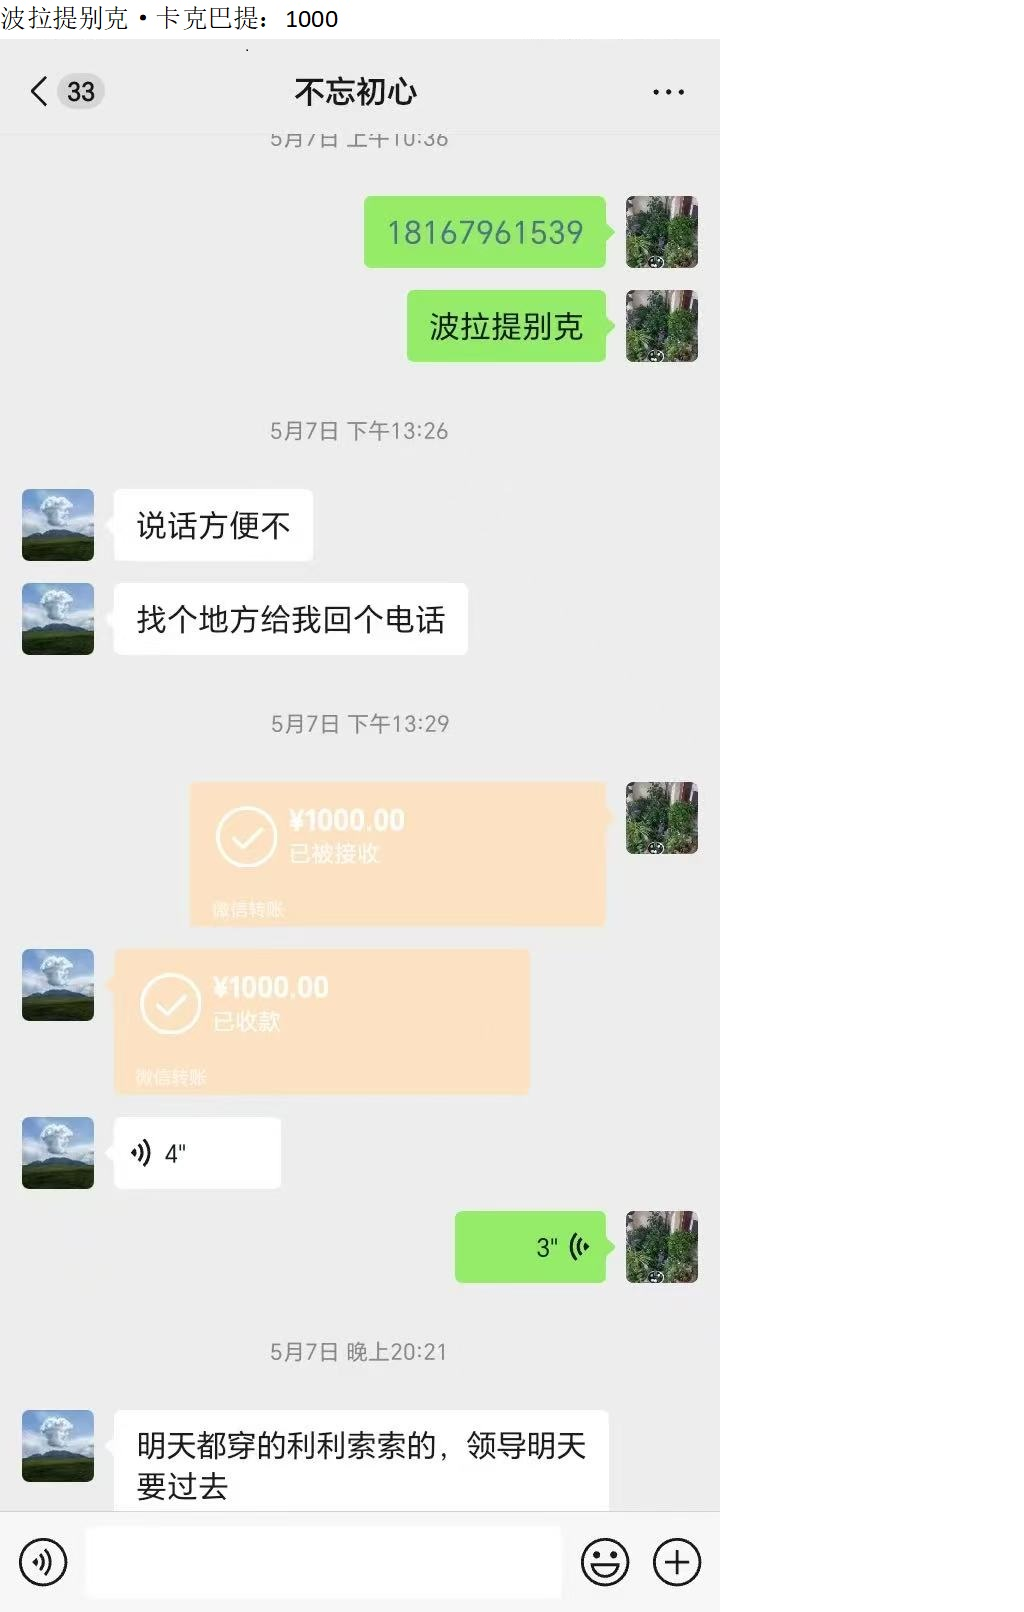 波拉提别克·卡克巴提：1000
33
不忘初心
5月7日 上午10:36
18167961539
波拉提别克
5月7日 下午13:26
说话方便不
找个地方给我回个电话
5月7日 下午13:29
¥1000.00
已被接收
微信转账
¥1000.00
已收款
微信转账
4"
3"
5月7日 晚上20:21
明天都穿的利利索索的，领导明天
要过去